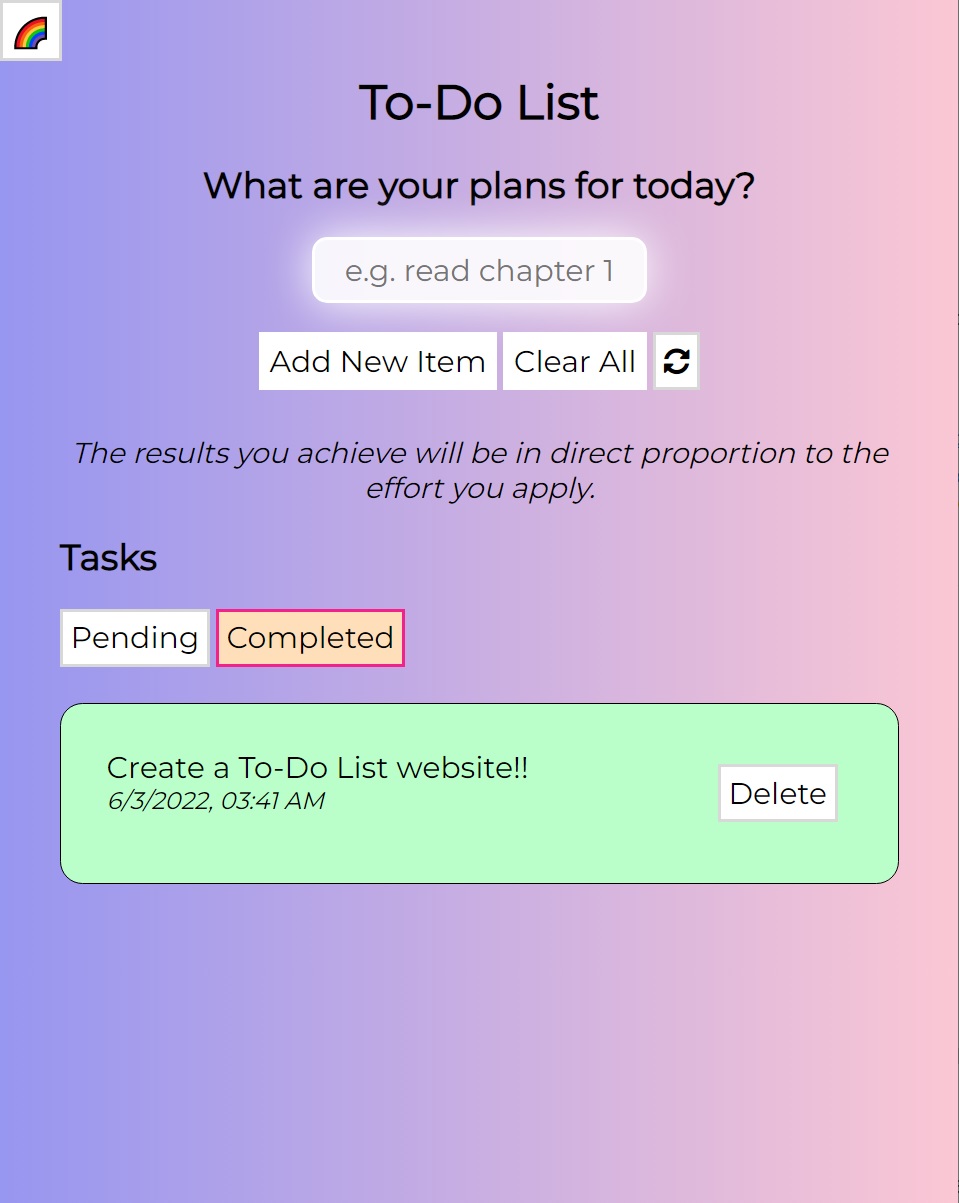 To-Do List
What are your plans for today?
e.g. read chapter 1
Add New Item Clear All
The results you achieve will be in direct proportion to the
effort you apply.
Tasks
Pending Completed
Create a To-Do List website!!
6/3/2022, 03:41 AM
Delete